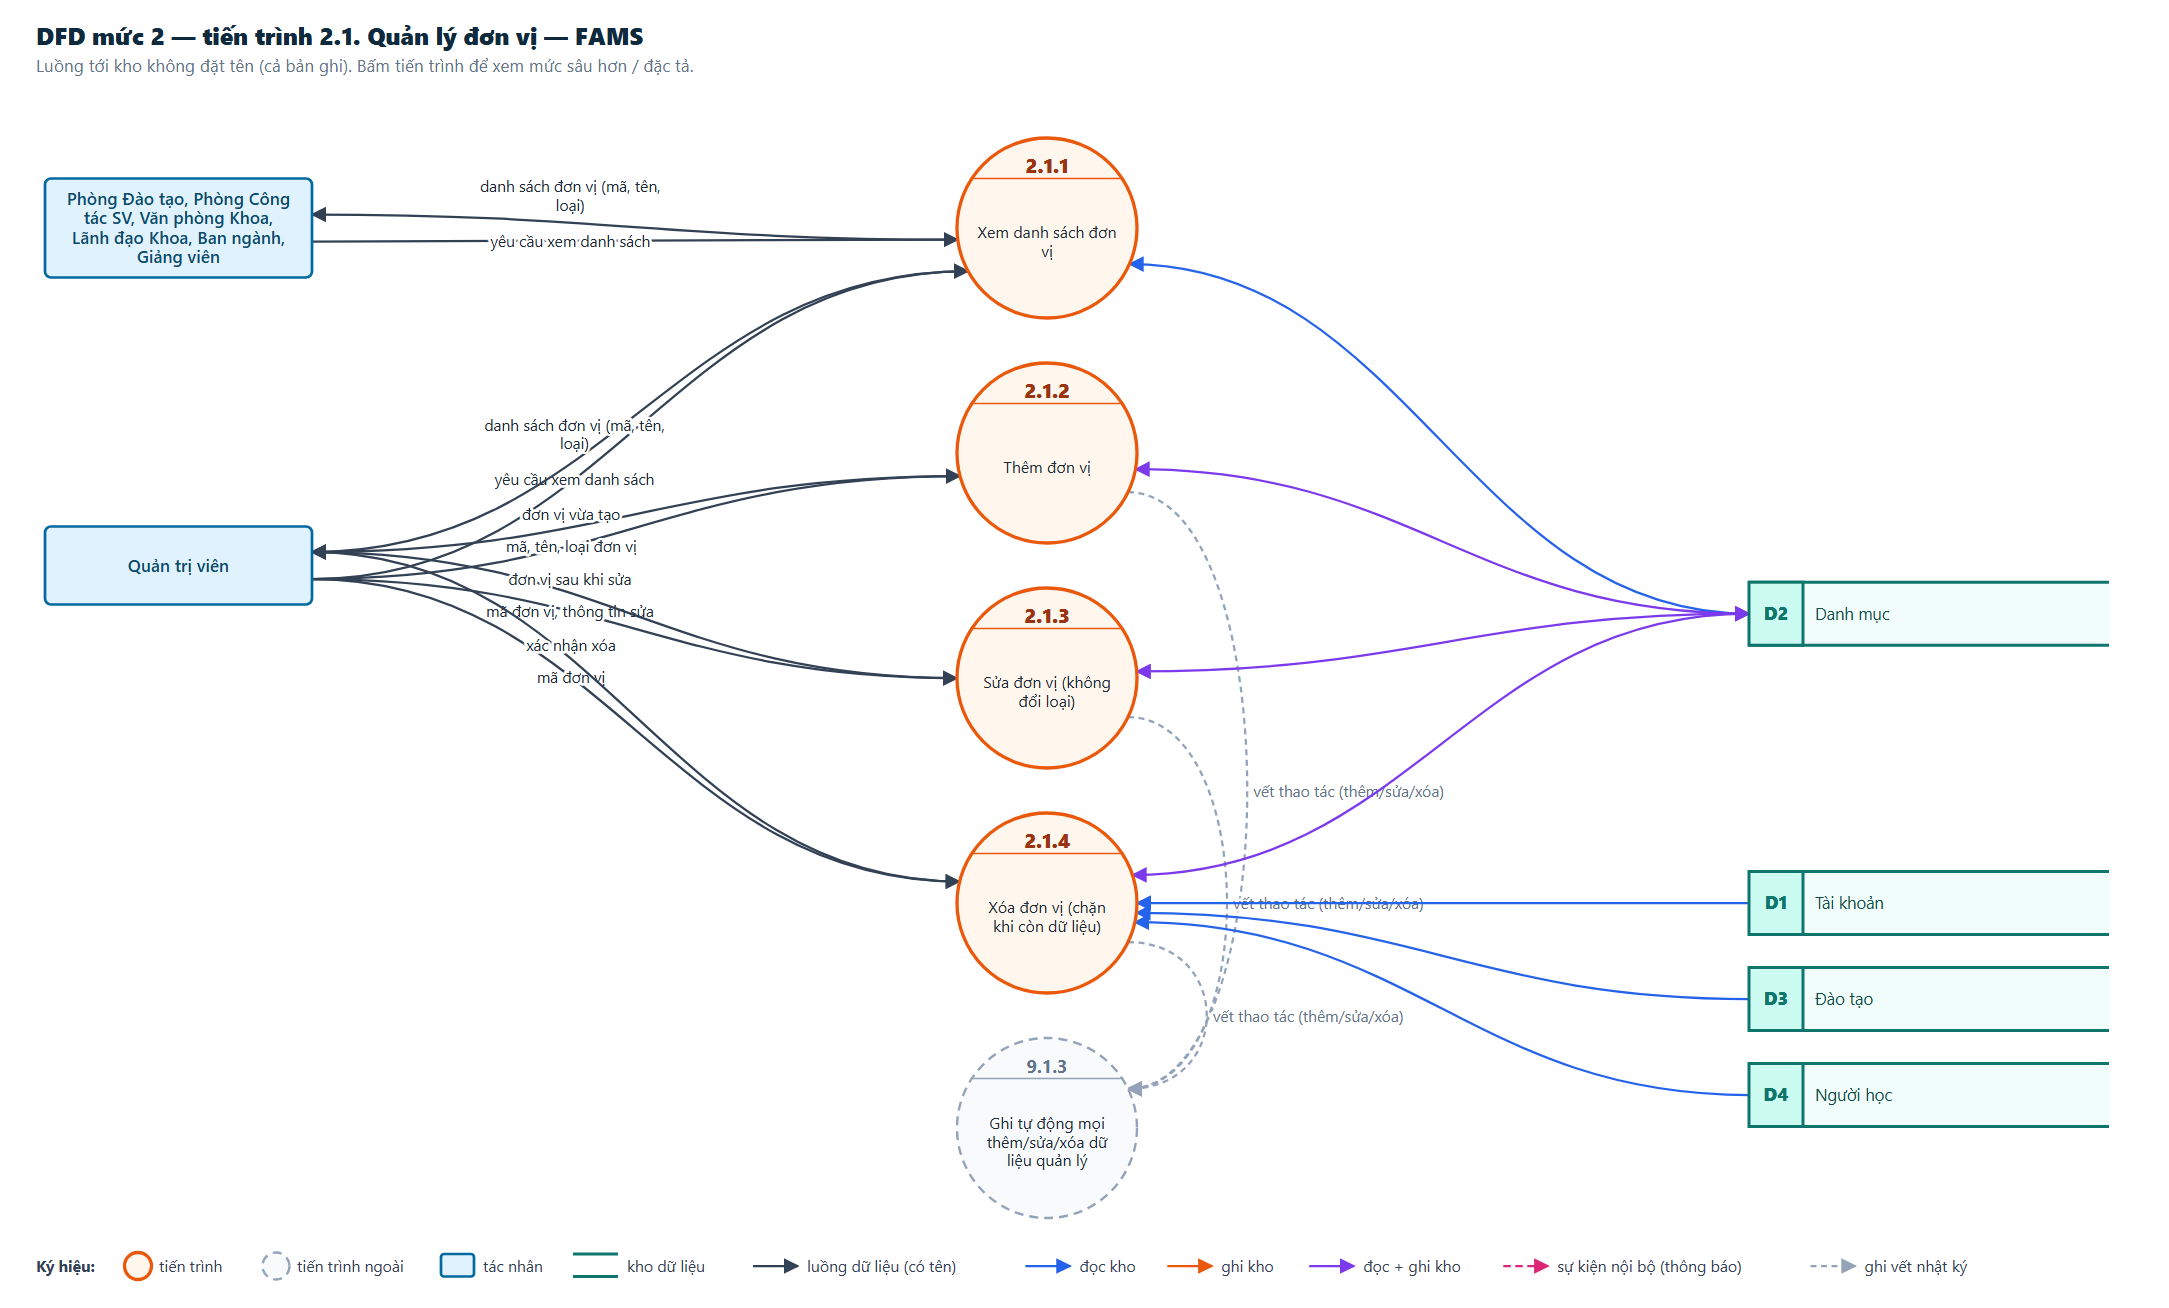 DFD mức 2 — tiến trình 2.1. Quản lý đơn vị — FAMS
Luồng tới kho không đặt tên (cả bản ghi). Bấm tiến trình để xem mức sâu hơn / đặc tả.
Phòng Đào tạo, Phòng Công
tác SV, Văn phòng Khoa,
Lãnh đạo Khoa, Ban ngành,
Giảng viên
danh sách đơn vị (mã, tên,
loại)
yêu cầu xem danh sách
2.1.1
Xem danh sách đơn
vị
2.1.2
Thêm đơn vị
danh sách đơn vị (mã, tên,
loại)
yêu cầu xem danh sách
đơn vị vừa tạo
mã, tên, loại đơn vị
đơn vị sau khi sửa
mã đơn vị, thông tin sửa
xác nhận xóa
mã đơn vị
Quản trị viên
2.1.3
Sửa đơn vị (không
đổi loại)
D2
Danh mục
vết thao tác (thêm/sửa/xóa)
2.1.4
Xóa đơn vị (chặn
khi còn dữ liệu)
vết thao tác (thêm/sửa/xóa)
D1
Tài khoản
D3
Đào tạo
vết thao tác (thêm/sửa/xóa)
D4
Người học
9.1.3
Ghi tự động mọi
thêm/sửa/xóa dữ
liệu quản lý
Ký hiệu:
tiến trình
tiến trình ngoài
tác nhân
kho dữ liệu
luồng dữ liệu (có tên)
đọc kho
ghi kho
đọc + ghi kho
sự kiện nội bộ (thông báo)
ghi vết nhật ký